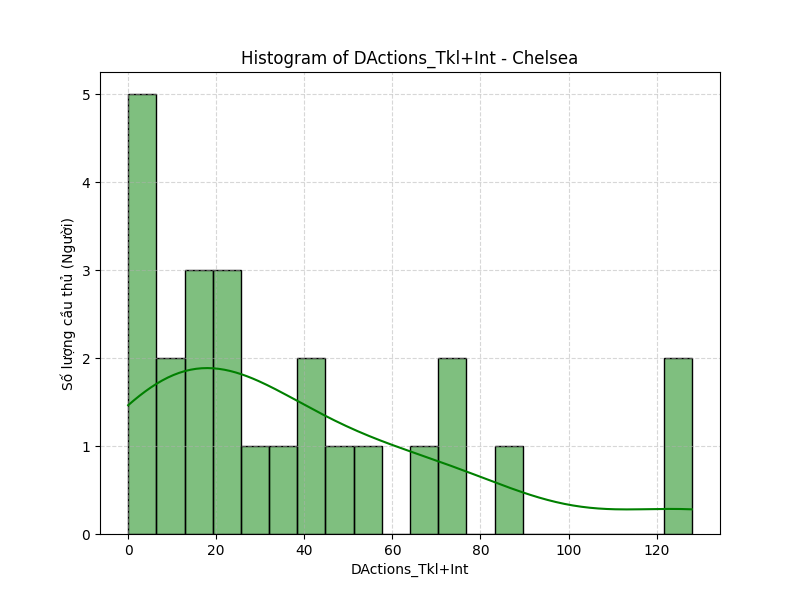 Histogram of DActions_Tkl+Int - Chelsea
Số lượng cầu thủ (Người)
5
4
3
2
1
0
0 20 40 60 80 100 120
DActions_Tkl+Int